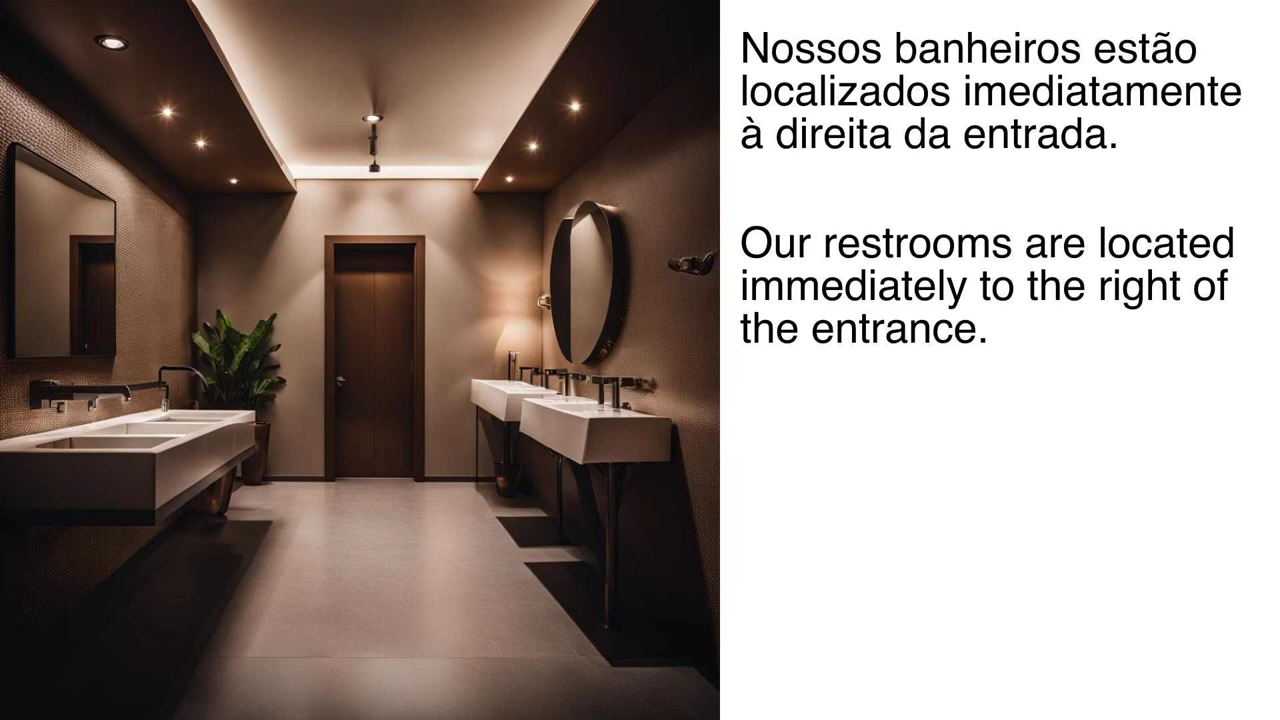 Nossos banheiros estão
localizados imediatamente
à direita da entrada.
Our restrooms are located
immediately to the right of
the entrance.